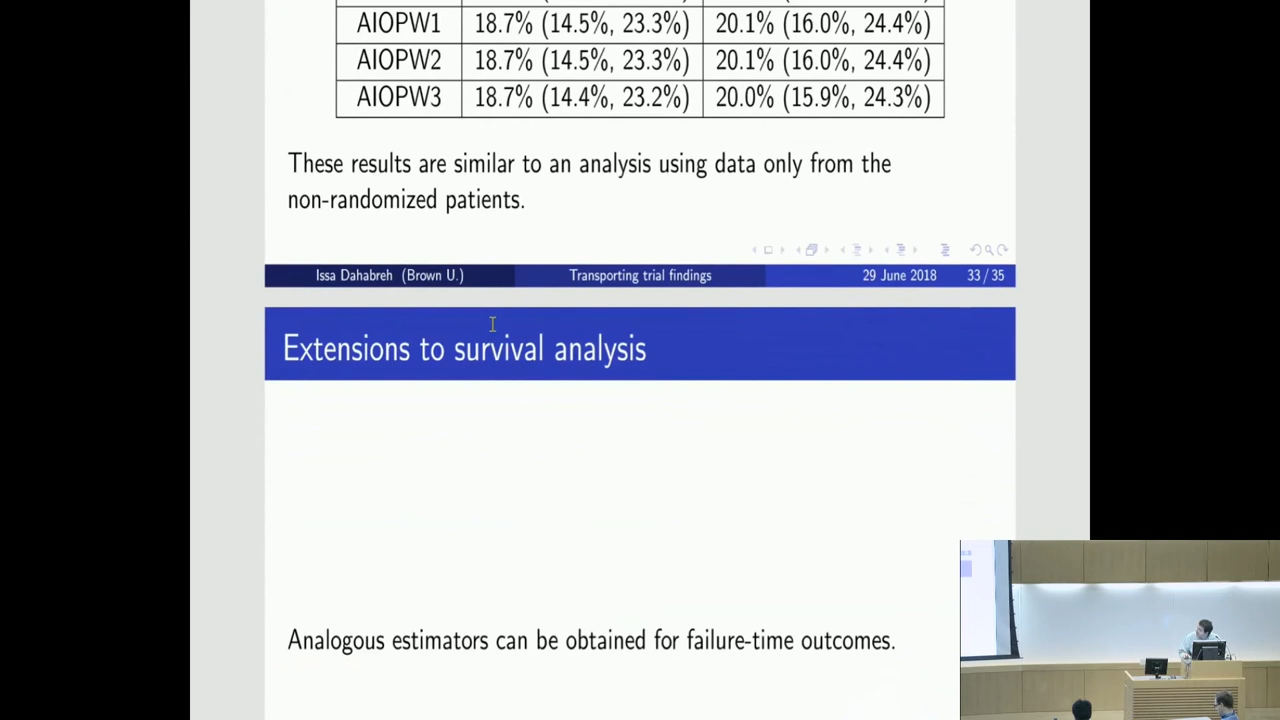 AIOPW1 18.7% (14.5%, 23.3%) 20.1% (16.0%, 24.4%)
AIOPW2 18.7% (14.5%, 23.3%) 20.1% (16.0%, 24.4%)
AIOPW3 18.7% (14.4%, 23.2%) 20.0% (15.9%, 24.3%)
These results are similar to an analysis using data only from the
non-randomized patients.
Issa Dahabreh (Brown U.) Transporting trial findings 29 June 2018 33 / 35
Extensions to survival analysis
Analogous estimators can be obtained for failure-time outcomes.